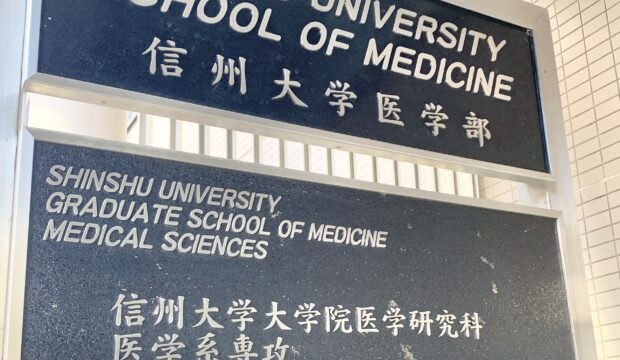 UNIVERSITY
SCHOOL OF MEDICINE
信州大学医学部
SHINSHU UNIVERSITY
GRADUATE SCHOOL OF MEDICINE
MEDICAL SCIENCES
信州大学大学院医学研究科
医学系専攻